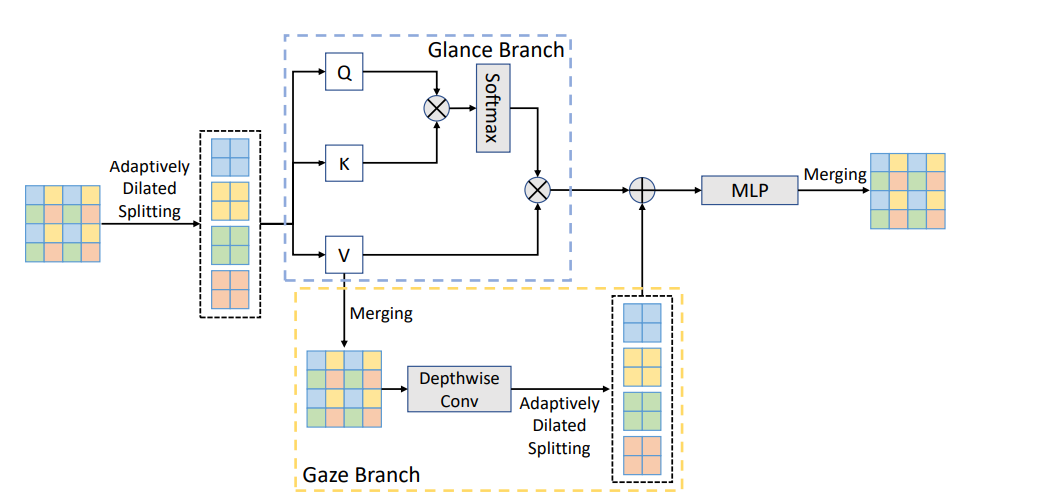 Glance Branch
Q
Softmax
K
Adaptively
Dilated
Splitting
MLP
Merging
V
Merging
Depthwise
Conv
Adaptively
Dilated
Splitting
Gaze Branch